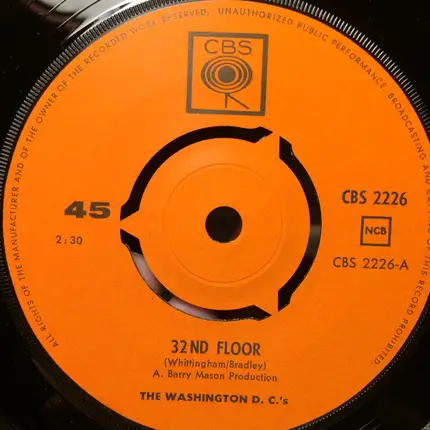 ALL RIGHTS OF THE MANUFACTURER AND OF THE OWNER OF THE RECORDED WORK RESERVED. UNAUTHORIZED PUBLIC PERFORMANCE, BROADCASTING AND COPYING OF THIS RECORD PROHIBITED.
CBS
45
CBS 2226
2:30
NCB
CBS 2226-A
32ND FLOOR
(Whittingham/Bradley)
A. Barry Mason Production
THE WASHINGTON D. C.'s